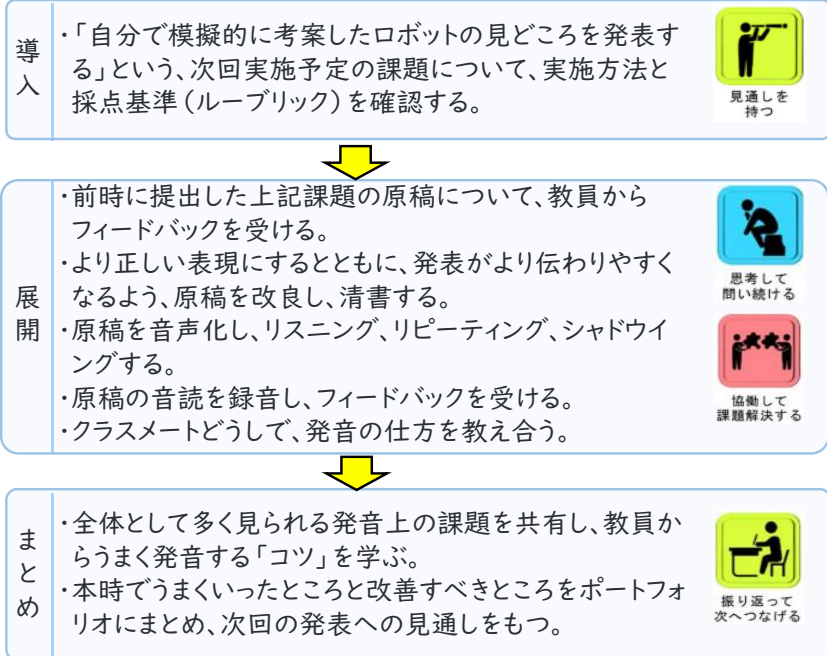 導入
・「自分で模擬的に考案したロボットの見どころを発表す
る」という、次回実施予定の課題について、実施方法と
採点基準(ルーブリック)を確認する。
見通しを
持つ
展開
・前時に提出した上記課題の原稿について、教員から
フィードバックを受ける。
・より正しい表現にするとともに、発表がより伝わりやすく
なるよう、原稿を改良し、清書する。
・原稿を音声化し、リスニング、リピーティング、シャドウイ
ングする。
・原稿の音読を録音し、フィードバックを受ける。
・クラスメートどうしで、発音の仕方を教え合う。
思考して
問い続ける
協働して
課題解決する
まとめ
・全体として多く見られる発音上の課題を共有し、教員か
らうまく発音する「コツ」を学ぶ。
・本時でうまくいったところと改善すべきところをポートフォ
リオにまとめ、次回の発表への見通しをもつ。
振り返って
次へつなげる